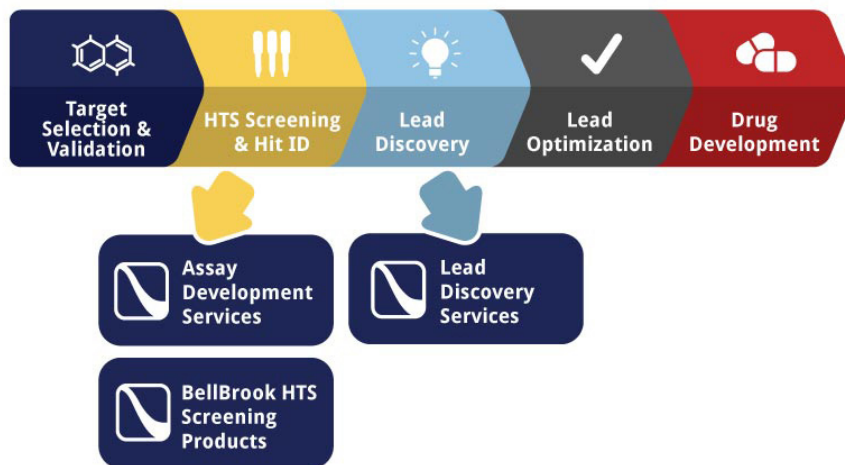 Target
Selection &
Validation
HTS Screening
& Hit ID
Lead
Discovery
Lead
Optimization
Drug
Development
Assay
Development
Services
Lead
Discovery
Services
BellBrook HTS
Screening
Products